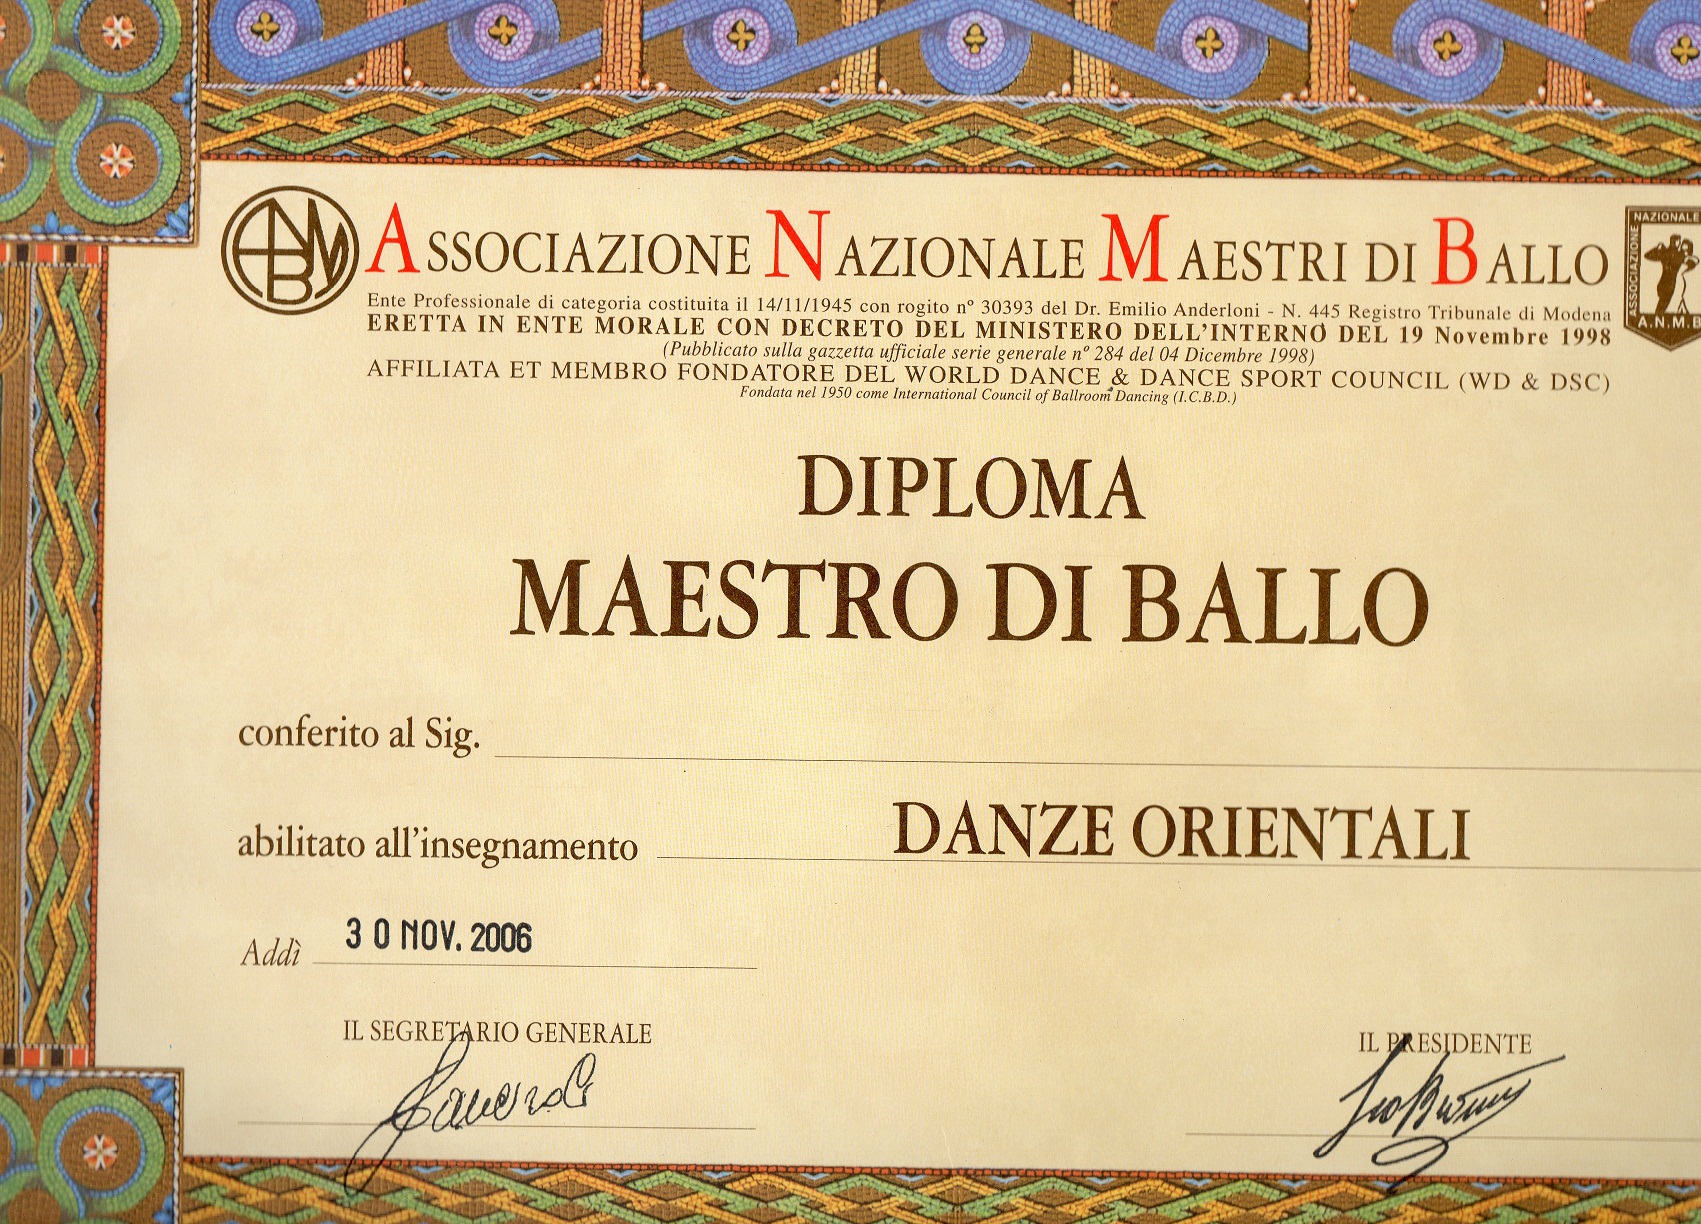 ANMB
ASSOCIAZIONE NAZIONALE MAESTRI DI BALLO
NAZIONALE
ASSOCIAZIONE
A.N.M.B
Ente Professionale di categoria costituita il 14/11/1945 con rogito n° 30393 del Dr. Emilio Anderloni - N. 445 Registro Tribunale di Modena
ERETTA IN ENTE MORALE CON DECRETO DEL MINISTERO DELL'INTERNO DEL 19 Novembre 1998
(Pubblicato sulla gazzetta ufficiale serie generale n° 284 del 04 Dicembre 1998)
AFFILIATA ET MEMBRO FONDATORE DEL WORLD DANCE & DANCE SPORT COUNCIL (WD & DSC)
Fondata nel 1950 come International Council of Ballroom Dancing (I.C.B.D.)
DIPLOMA
MAESTRO DI BALLO
conferito al Sig.
abilitato all'insegnamento DANZE ORIENTALI
Addì 30 NOV. 2006
IL SEGRETARIO GENERALE
IL PRESIDENTE